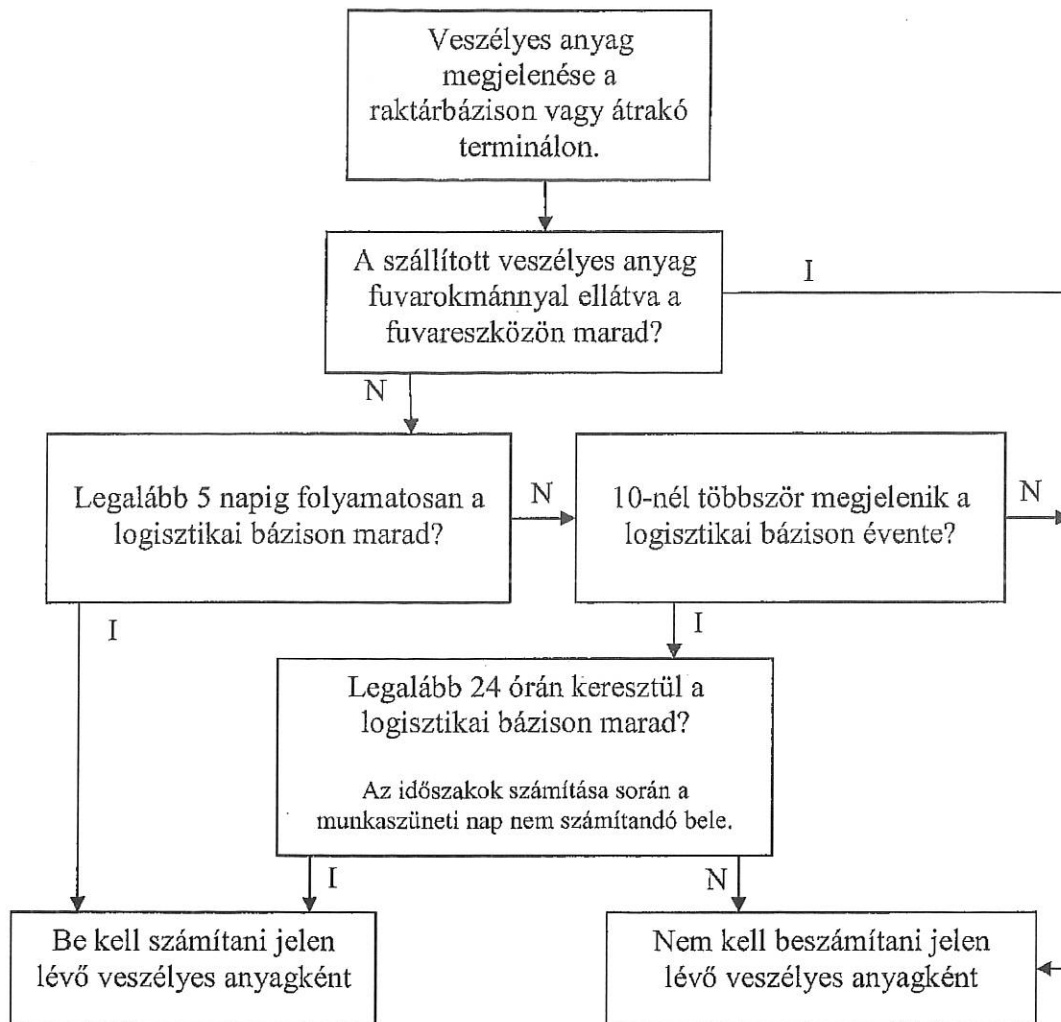 Veszélyes anyag
megjelenése a
raktárbázison vagy átrakó
terminálon.
A szállított veszélyes anyag
fuvarokmánnyal ellátva a
fuvareszközön marad?
I
N
Legalább 5 napig folyamatosan a
logisztikai bázison marad?
N
10-nél többször megjelenik a
logisztikai bázison évente?
N
I
I
Legalább 24 órán keresztül a
logisztikai bázison marad?
Az időszakok számítása során a
munkaszüneti nap nem számítandó bele.
I
N
Be kell számítani jelen
lévő veszélyes anyagként
Nem kell beszámítani jelen
lévő veszélyes anyagként